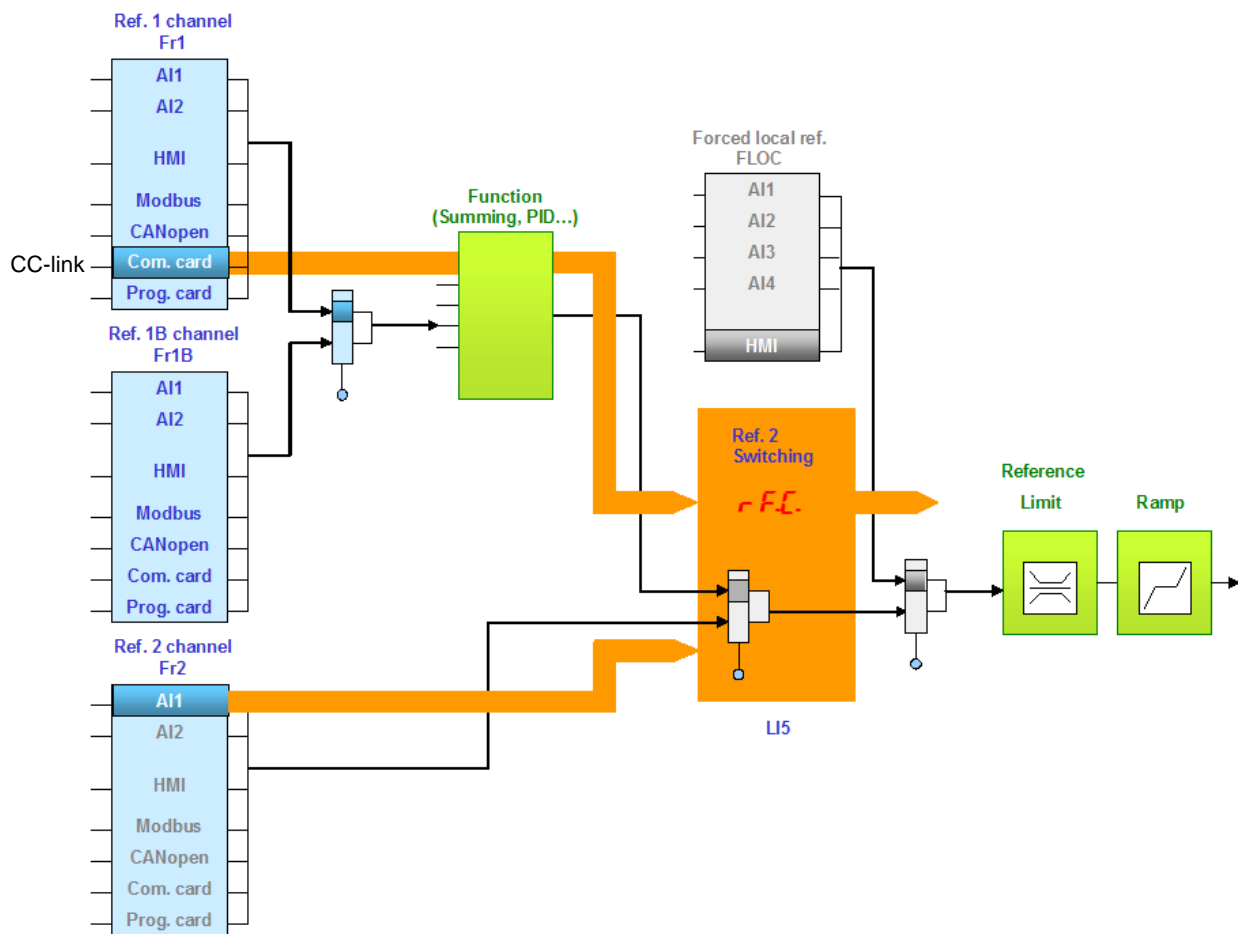 Ref. 1 channel
Fr1
AI1
AI2
HMI
Modbus
CANopen
CC-link
Com. card
Prog. card
Ref. 1B channel
Fr1B
AI1
AI2
HMI
Modbus
CANopen
Com. card
Prog. card
Ref. 2 channel
Fr2
AI1
AI2
HMI
Modbus
CANopen
Com. card
Prog. card
Function
(Summing, PID...)
Forced local ref.
FLOC
AI1
AI2
AI3
AI4
HMI
Ref. 2
Switching
rF.C.
LI5
Reference
Limit
Ramp